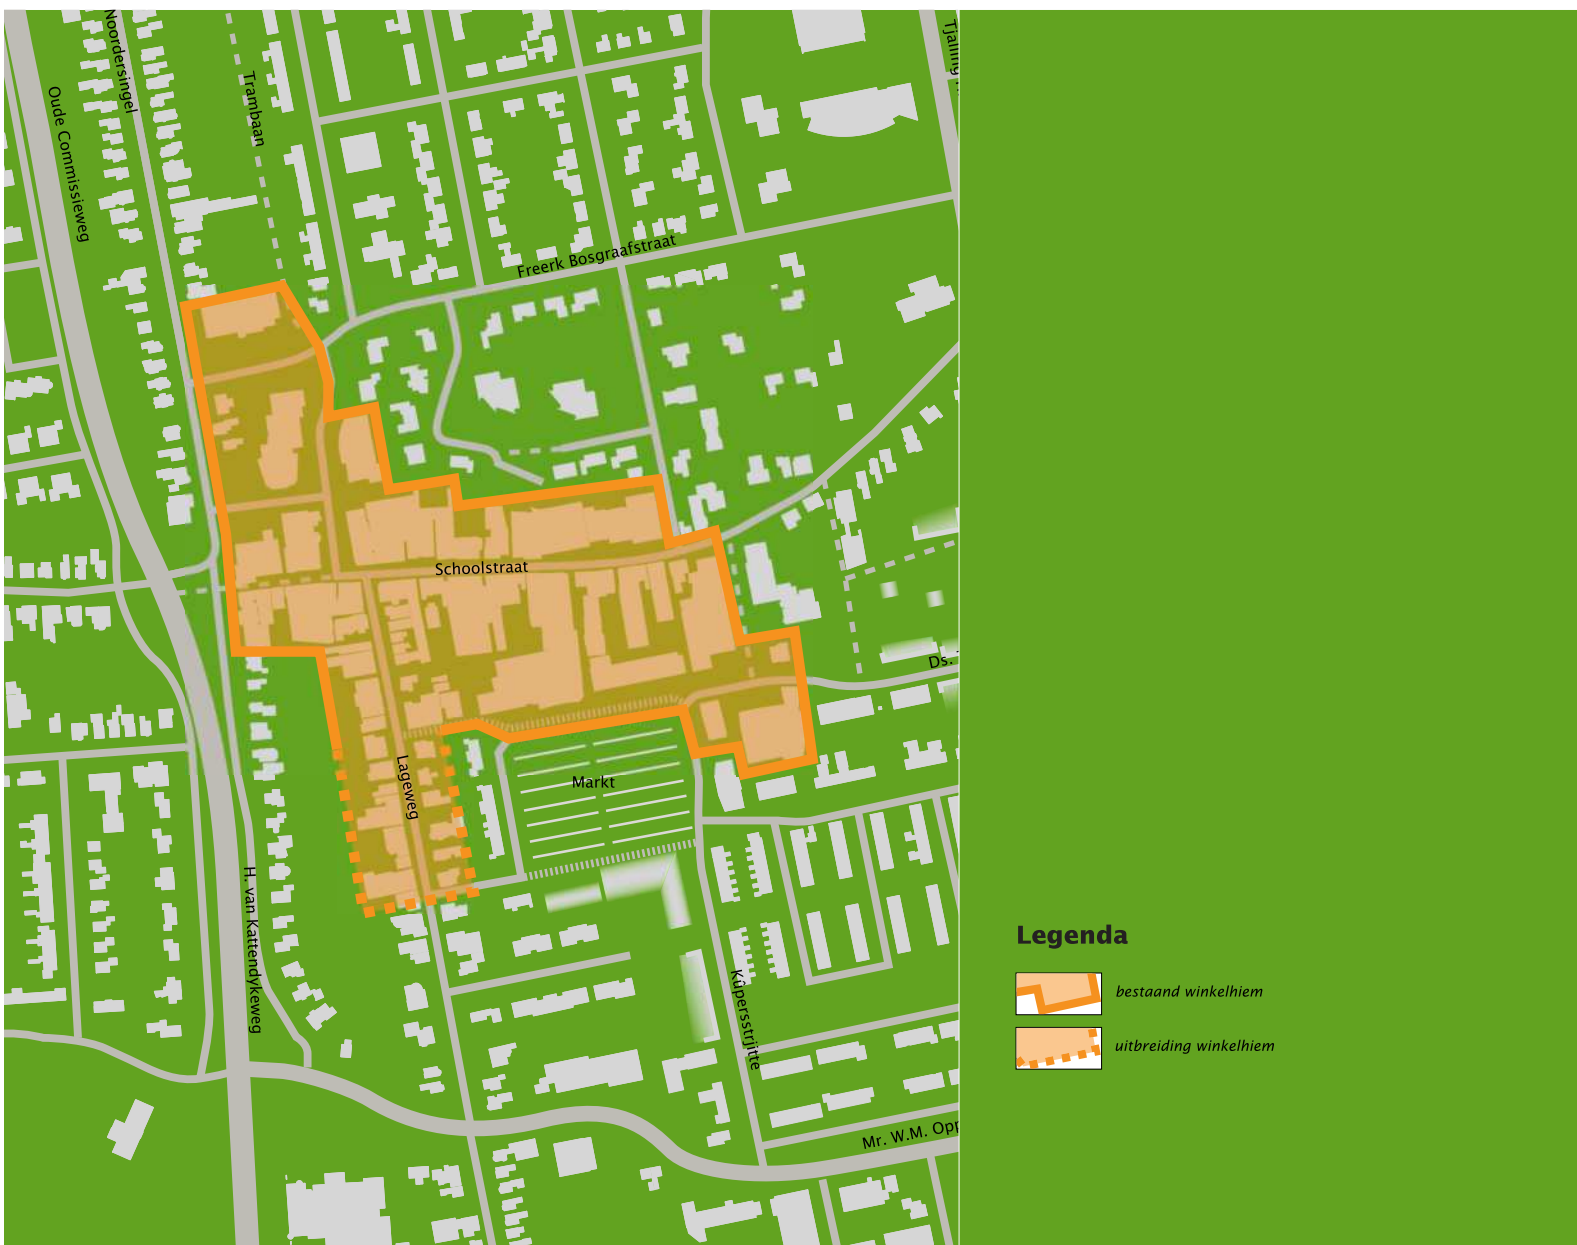 Noordersingel
Tjalling
Oude Commissieweg
Trambaan
Freerk Bosgraafstraat
Schoolstraat
Ds.
Lageweg
Markt
H. van Kattendykeweg
Kûpersstrjitte
Mr. W.M. Opp
Legenda
bestaand winkelhiem
uitbreiding winkelhiem